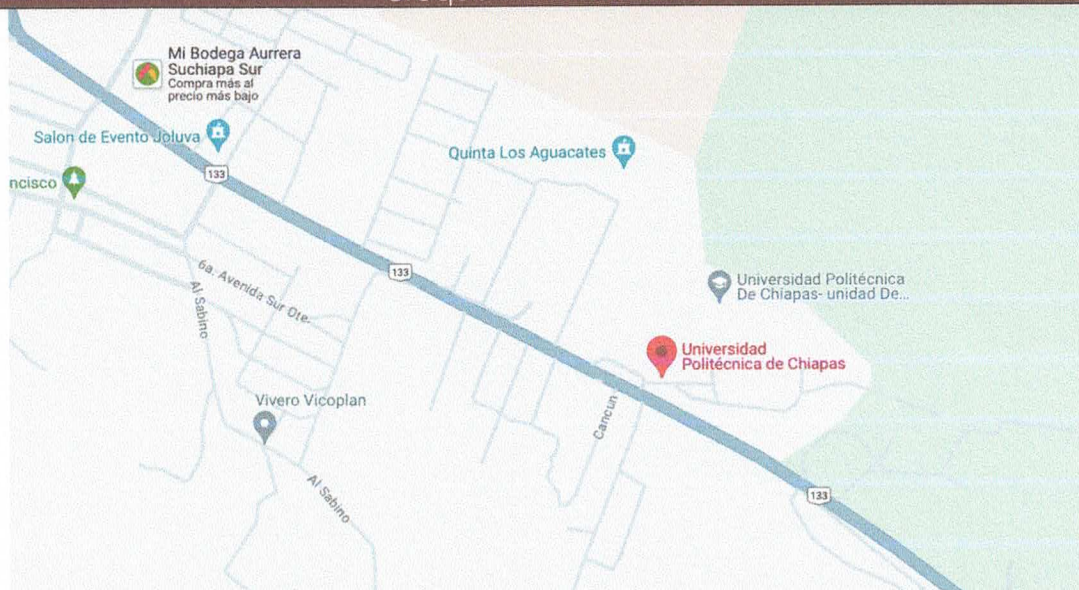 Mi Bodega Aurrera
Suchiapa Sur
Compra más al
precio más bajo
Salon de Evento Joluva
133
Quinta Los Aguacates
ncisco
133
6a. Avenida Sur Ote.
Al Sabino
Universidad Politécnica
De Chiapas- unidad De...
Universidad
Politécnica de Chiapas
Vivero Vicoplan
Cancun
Al Sabino
133